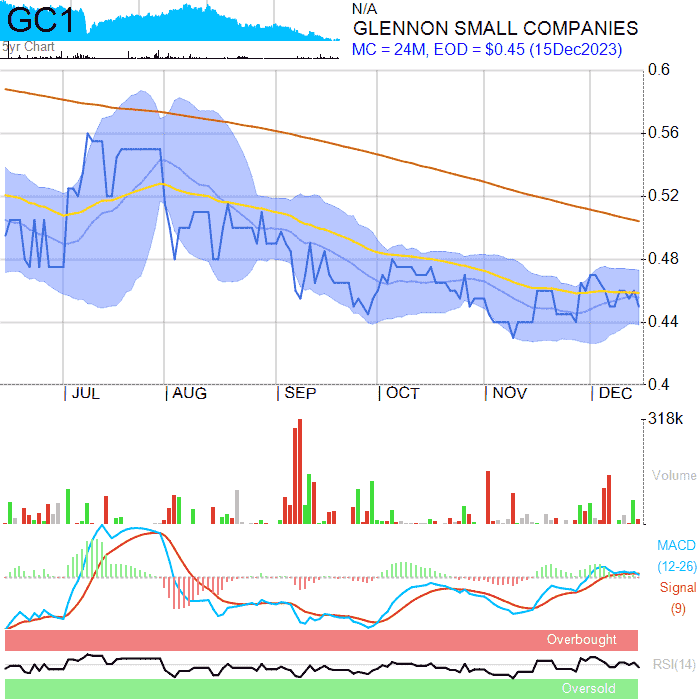 GC1
5yr Chart
N/A
GLENNON SMALL COMPANIES
MC = 24M, EOD = $0.45 (15Dec2023)
0.6
0.56
0.52
0.48
0.44
0.4
JUL AUG SEP OCT NOV DEC
318k
Volume
MACD
(12-26)
Signal
(9)
Overbought
RSI(14)
Oversold